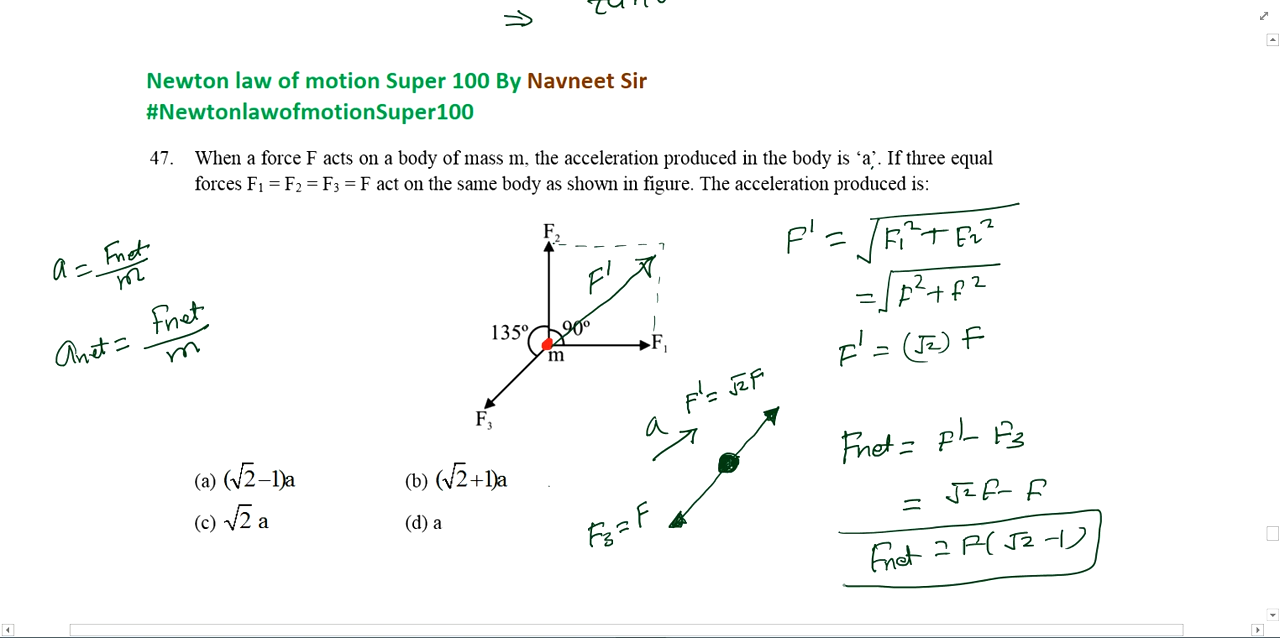 ⇒
Newton law of motion Super 100 By Navneet Sir
#NewtonlawofmotionSuper100
47. When a force F acts on a body of mass m, the acceleration produced in the body is ‘a’. If three equal
forces F₁ = F₂ = F₃ = F act on the same body as shown in figure. The acceleration produced is:
a = Fnet/m
anet = Fnet/m
F₂
F'
135° 90°
F₁
m
F₃
F' = √F₁²+F₂²
= √F²+F²
F' = (√2) F
a F' = √2F
F₃ = F
Fnet = F' - F₃
= √2 F - F
Fnet = F(√2 -1)
(a) (√2−1)a (b) (√2+1)a
(c) √2 a (d) a